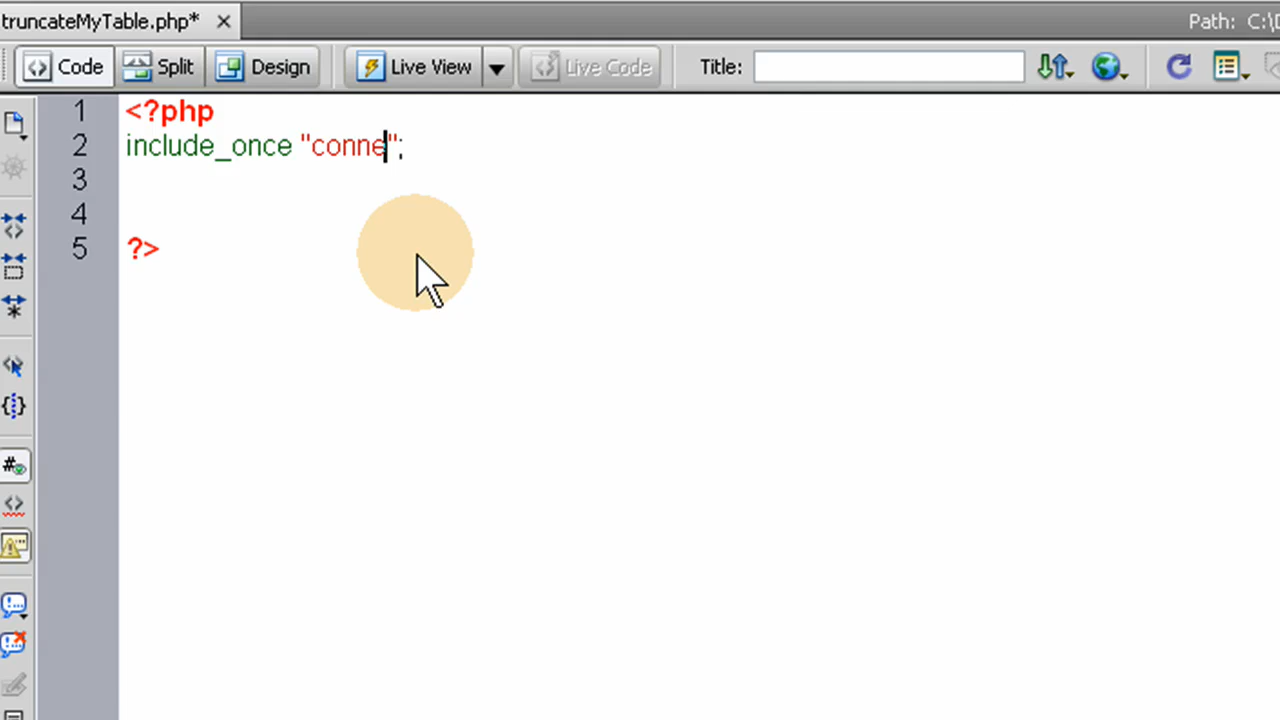 truncateMyTable.php*
Path: C:\
Code Split Design Live View Live Code Title:
1 <?php
2 include_once "conne";
3
4
5 ?>